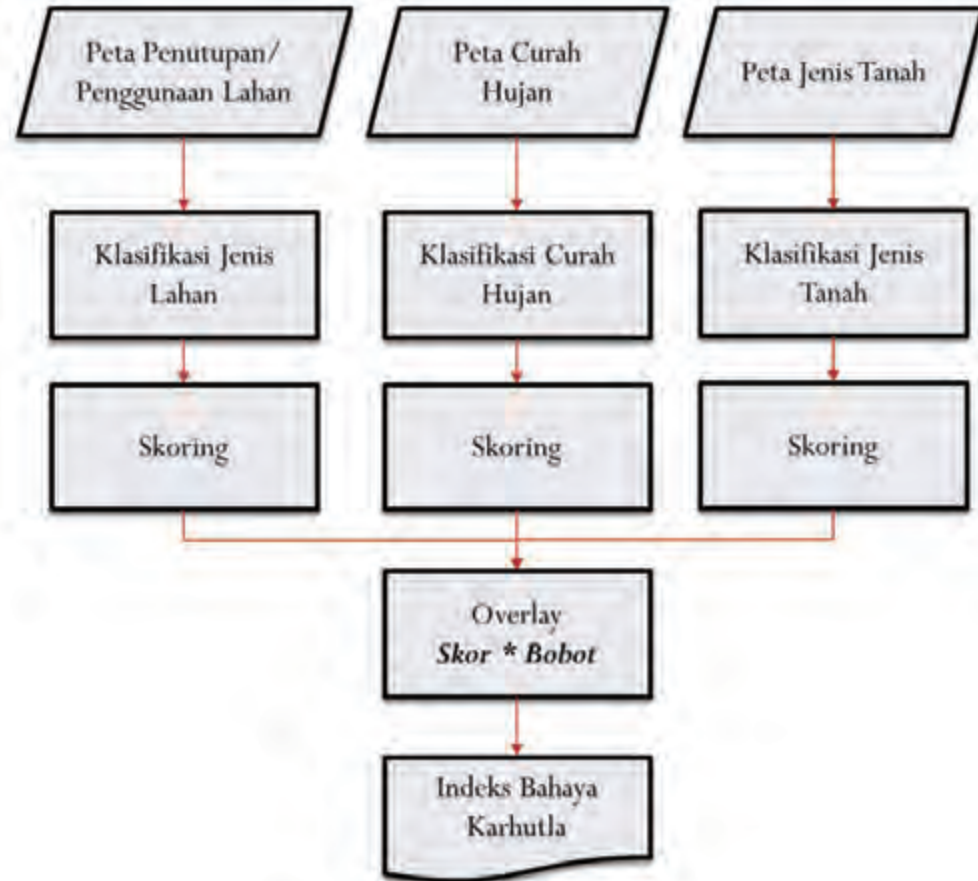 Peta Penutupan/
Penggunaan Lahan
Peta Curah
Hujan
Peta Jenis Tanah
Klasifikasi Jenis
Lahan
Klasifikasi Curah
Hujan
Klasifikasi Jenis
Tanah
Skoring
Skoring
Skoring
Overlay
Skor * Bobot
Indeks Bahaya
Karhutla